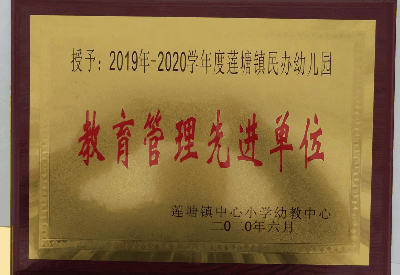 授予：2019年-2020学年度莲塘镇民办幼儿园
教育管理先进单位
莲塘镇中心小学幼教中心
二〇二〇年六月